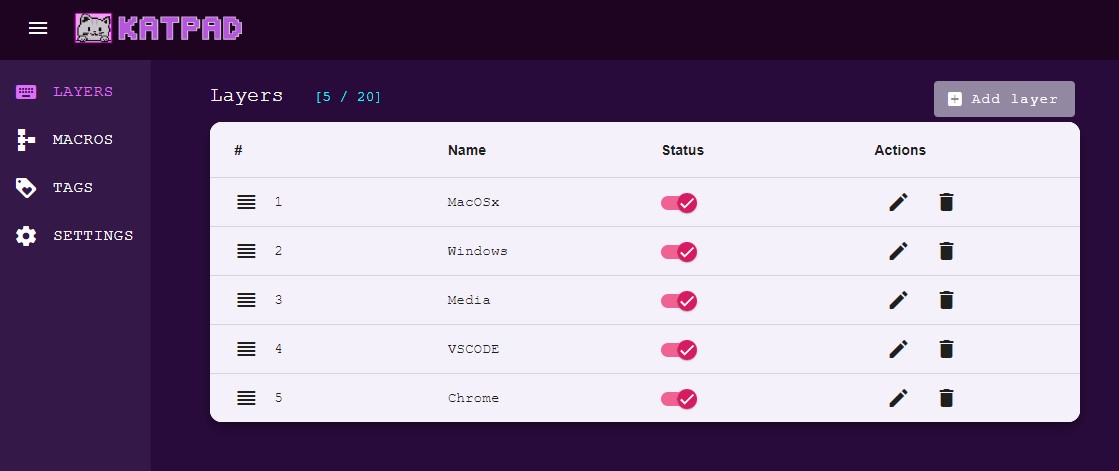 KATPAD
LAYERS
MACROS
TAGS
SETTINGS
Layers [5 / 20]
Add layer
# Name Status Actions
1 MacOSx
2 Windows
3 Media
4 VSCODE
5 Chrome